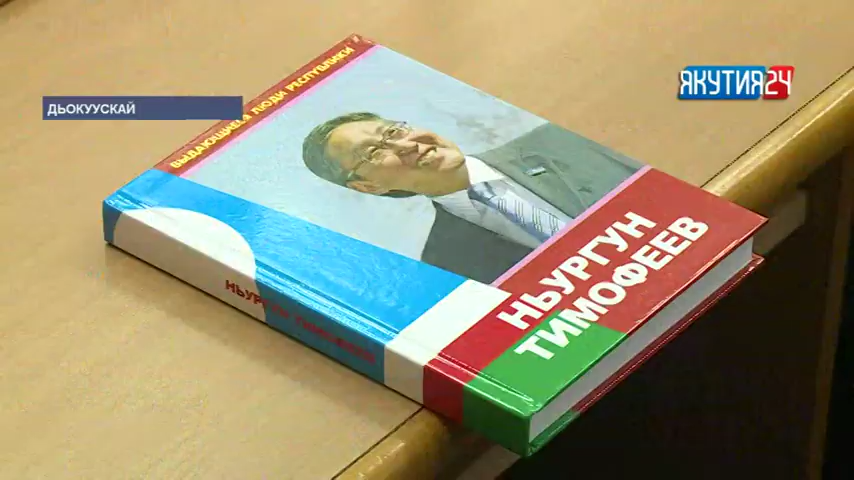 ДЬОКУУСКАЙ
ЯКУТИЯ24
ВЫДАЮЩИЕСЯ ЛЮДИ РЕСПУБЛИКИ
НЬУРГУН
ТИМОФЕЕВ
НЬУРГУН ТИМОФЕЕВ